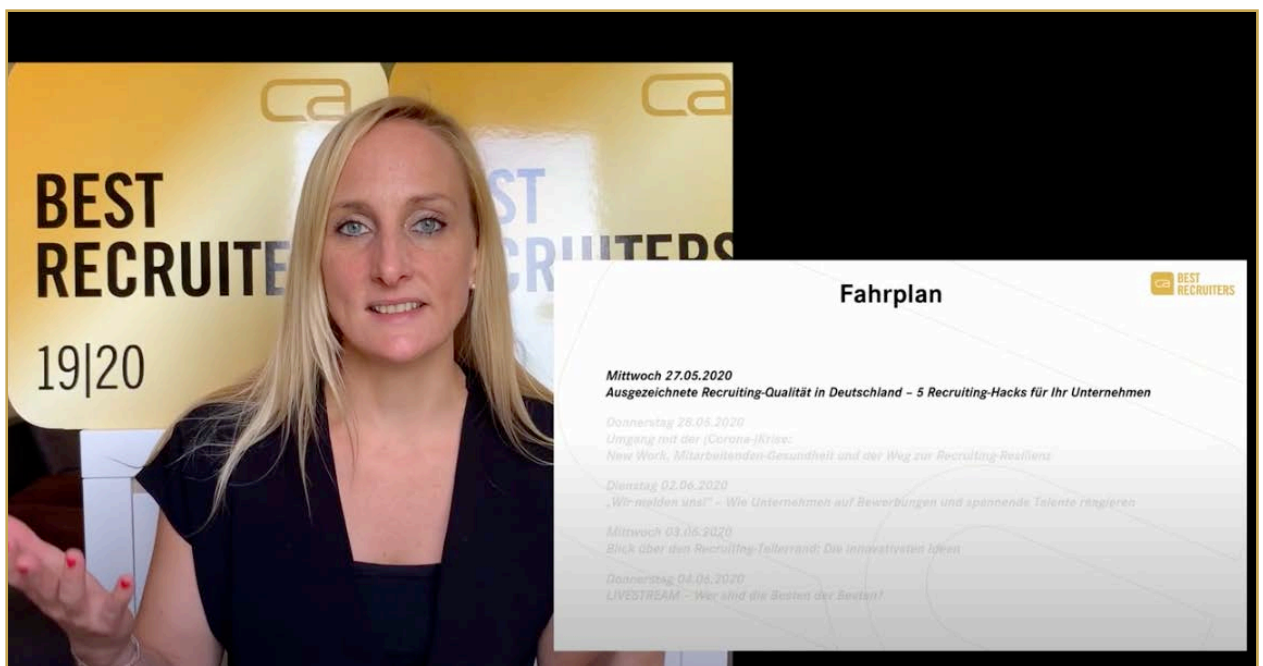 ca
BEST
RECRUITE
19|20
ca
ST
CRUITERS
Fahrplan
ca BEST
RECRUITERS
Mittwoch 27.05.2020
Ausgezeichnete Recruiting-Qualität in Deutschland – 5 Recruiting-Hacks für Ihr Unternehmen
Donnerstag 28.05.2020
Umgang mit der (Corona-)Krise:
New Work, Mitarbeitenden-Gesundheit und der Weg zur Recruiting-Resilienz
Dienstag 02.06.2020
„Wir melden uns!“ – Wie Unternehmen auf Bewerbungen und spannende Talente reagieren
Mittwoch 03.06.2020
Blick über den Recruiting-Tellerrand: Die innovativsten Ideen
Donnerstag 04.06.2020
LIVESTREAM – Wer sind die Besten der Besten?